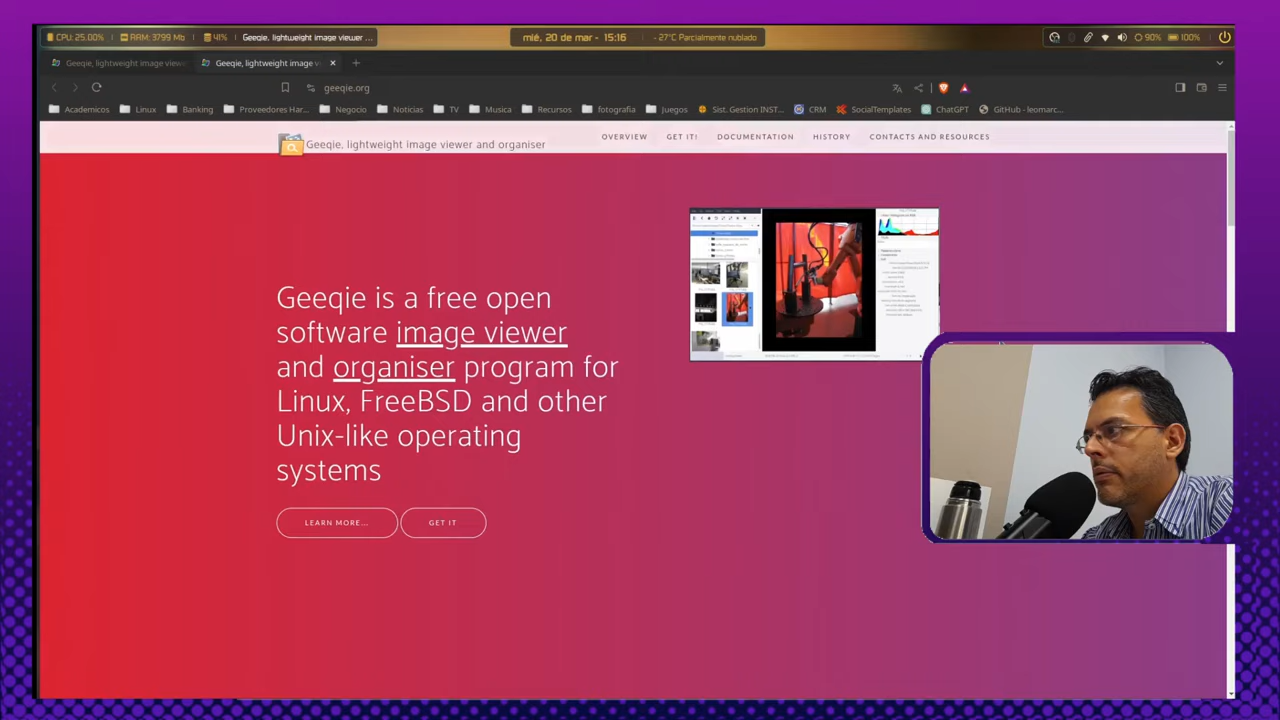 CPU: 25.00%
RAM: 3799 Mb
41%
Geeqie, lightweight image viewer ...
mié, 20 de mar - 15:16
- 27°C Parcialmente nublado
90%
100%
Geeqie, lightweight image view
Geeqie, lightweight image vi
geeqie.org
Academicos
Linux
Banking
Proveedores Har...
Negocio
Noticias
TV
Musica
Recursos
fotografia
Juegos
Sist. Gestion INST...
CRM
SocialTemplates
ChatGPT
GitHub - leomarc...
Geeqie, lightweight image viewer and organiser
OVERVIEW
GET IT!
DOCUMENTATION
HISTORY
CONTACTS AND RESOURCES
Geeqie is a free open
software image viewer
and organiser program for
Linux, FreeBSD and other
Unix-like operating
systems
LEARN MORE...
GET IT